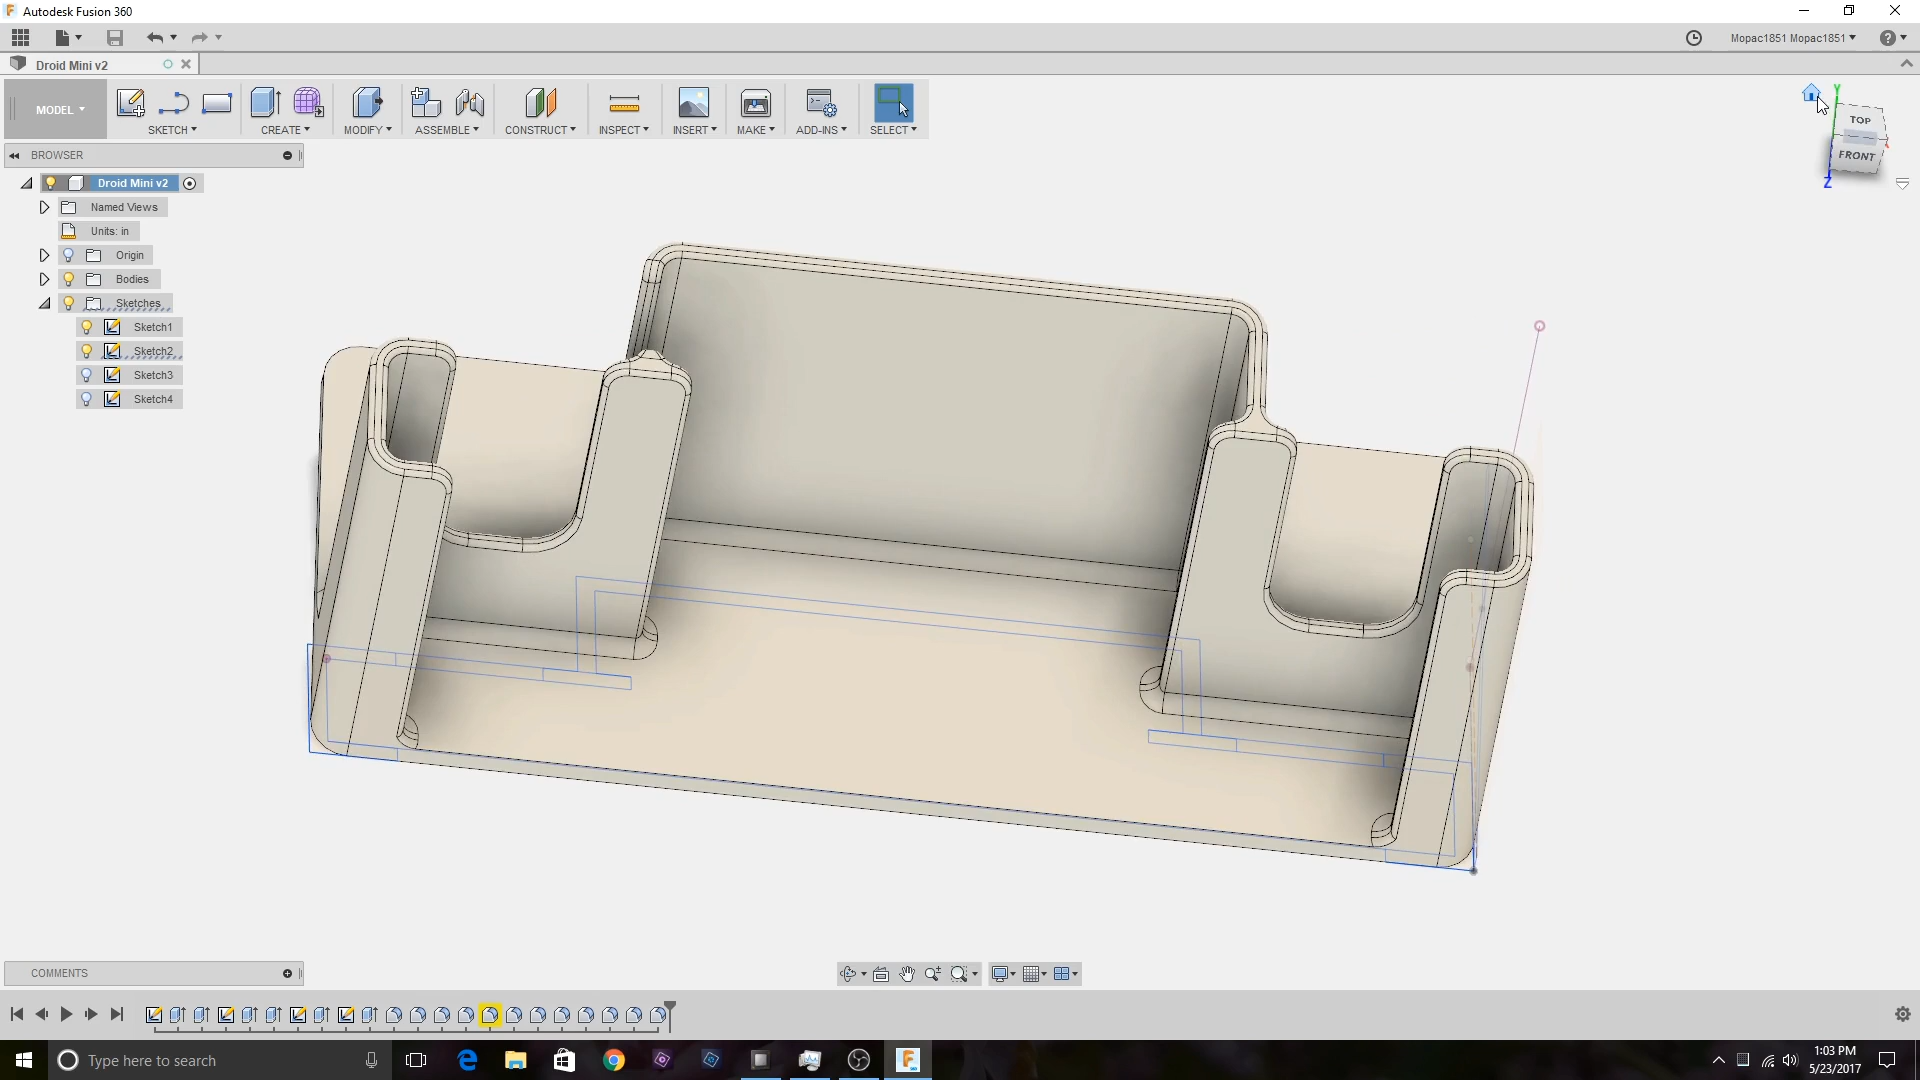 Autodesk Fusion 360
Mopac1851 Mopac1851
Droid Mini v2
MODEL
SKETCH
CREATE
MODIFY
ASSEMBLE
CONSTRUCT
INSPECT
INSERT
MAKE
ADD-INS
SELECT
Y
TOP
FRONT
Z
BROWSER
Droid Mini v2
Named Views
Units: in
Origin
Bodies
Sketches
Sketch1
Sketch2
Sketch3
Sketch4
COMMENTS
Type here to search
1:03 PM
5/23/2017